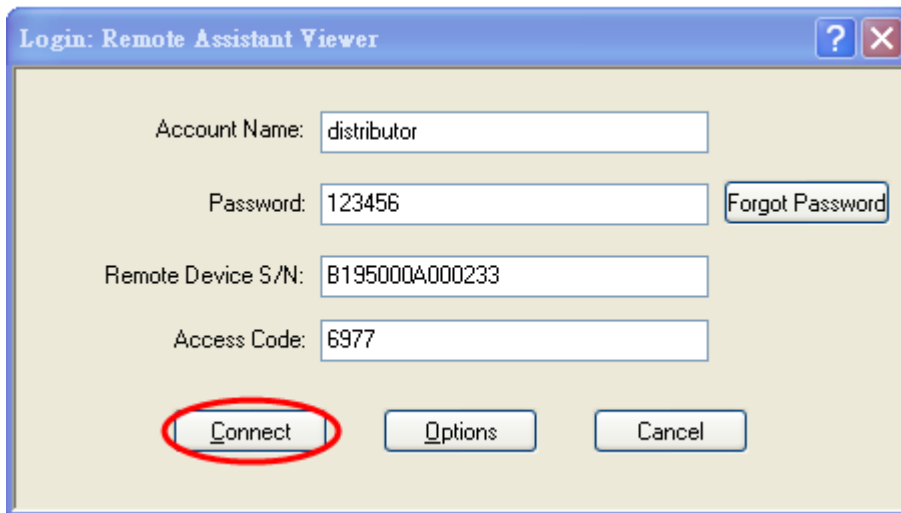 Login: Remote Assistant Viewer
?
Account Name: distributor
Password: 123456 Forgot Password
Remote Device S/N: B195000A000233
Access Code: 6977
Connect Options Cancel